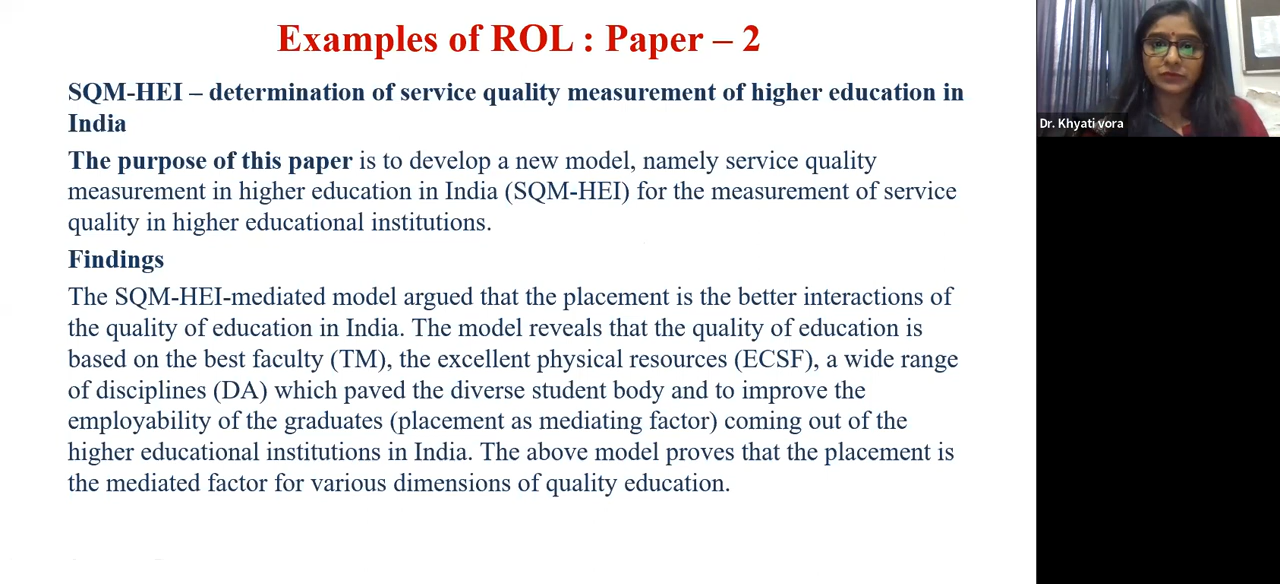 Examples of ROL : Paper – 2
SQM-HEI – determination of service quality measurement of higher education in
India
The purpose of this paper is to develop a new model, namely service quality
measurement in higher education in India (SQM-HEI) for the measurement of service
quality in higher educational institutions.
Findings
The SQM-HEI-mediated model argued that the placement is the better interactions of
the quality of education in India. The model reveals that the quality of education is
based on the best faculty (TM), the excellent physical resources (ECSF), a wide range
of disciplines (DA) which paved the diverse student body and to improve the
employability of the graduates (placement as mediating factor) coming out of the
higher educational institutions in India. The above model proves that the placement is
the mediated factor for various dimensions of quality education.
Dr. Khyati vora